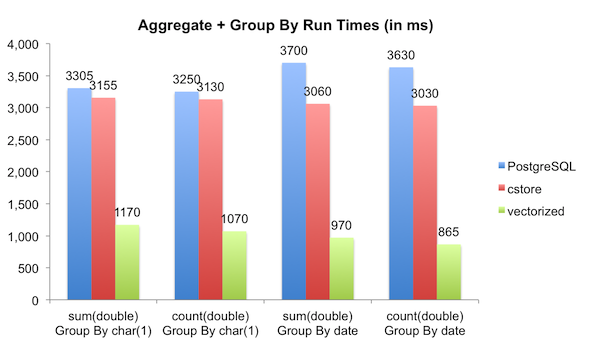 Aggregate + Group By Run Times (in ms)
4,000
3,500
3,000
2,500
2,000
1,500
1,000
500
0
3305
3155
1170
3250
3130
1070
3700
3060
970
3630
3030
865
sum(double)
Group By char(1)
count(double)
Group By char(1)
sum(double)
Group By date
count(double)
Group By date
PostgreSQL
cstore
vectorized